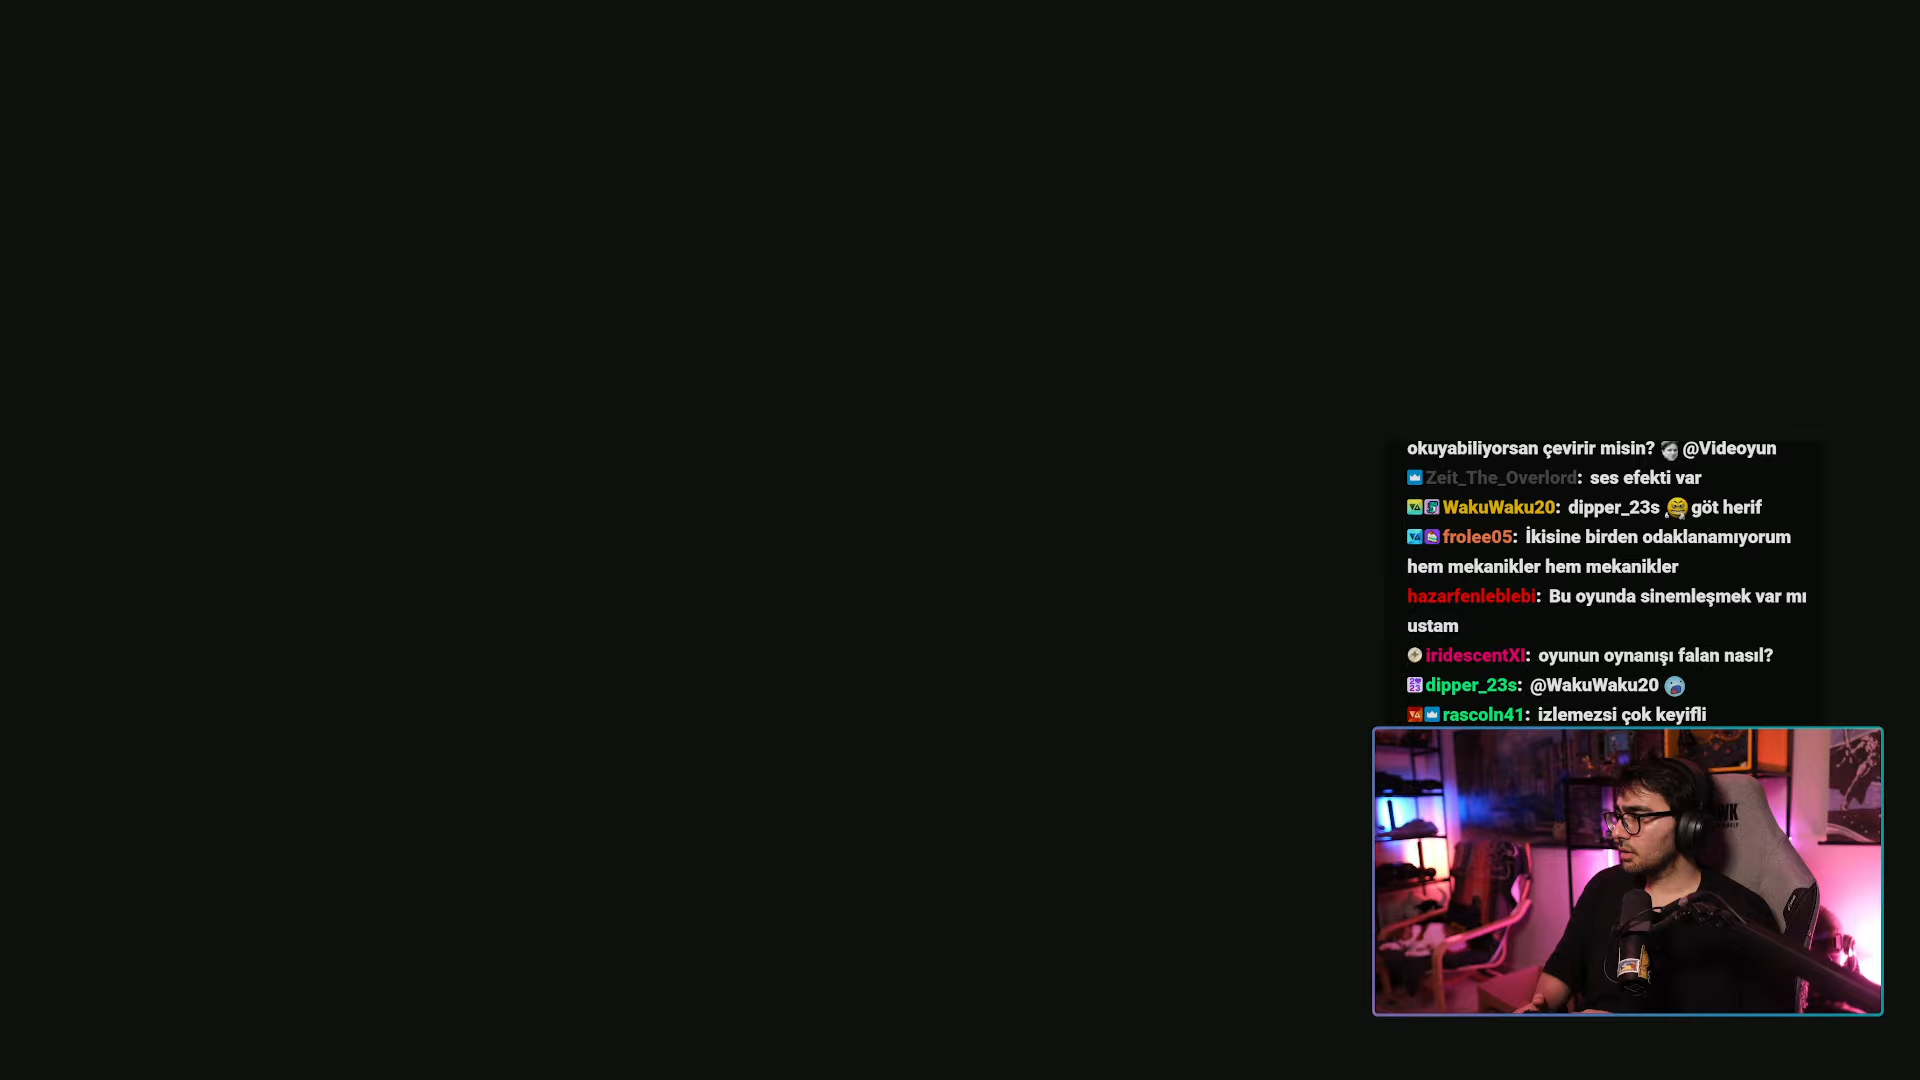 okuyabiliyorsan çevirir misin? @Videoyun
Zeit_The_Overlord: ses efekti var
WakuWaku20: dipper_23s göt herif
frolee05: İkisine birden odaklanamıyorum
hem mekanikler hem mekanikler
hazarfenleblebi: Bu oyunda sinemleşmek var mı
ustam
iridescentXI: oyunun oynanışı falan nasıl?
dipper_23s: @WakuWaku20
rascoln41: izlemezsi çok keyifli